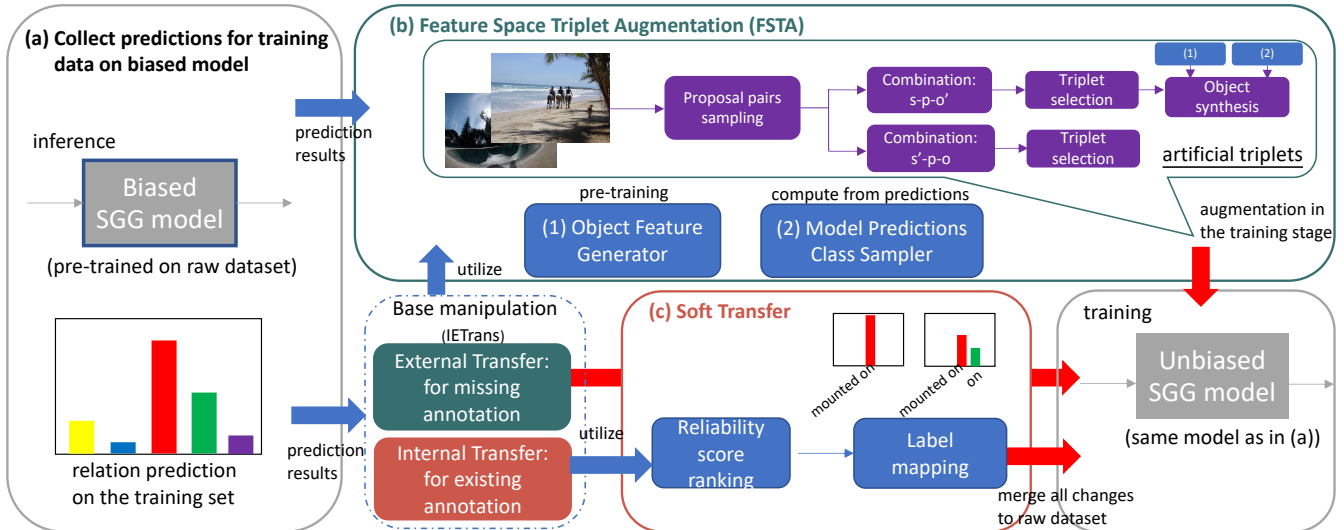 (a) Collect predictions for training
data on biased model
inference
Biased
SGG model
(pre-trained on raw dataset)
relation prediction
on the training set
prediction
results
prediction
results
(b) Feature Space Triplet Augmentation (FSTA)
Proposal pairs
sampling
Combination:
s-p-o’
Triplet
selection
(1)
(2)
Object
synthesis
Combination:
s’-p-o
Triplet
selection
artificial triplets
pre-training
(1) Object Feature
Generator
compute from predictions
(2) Model Predictions
Class Sampler
augmentation in
the training stage
utilize
Base manipulation
(IETrans)
External Transfer:
for missing
annotation
Internal Transfer:
for existing
annotation
utilize
(c) Soft Transfer
mounted on
mounted on
on
Reliability
score
ranking
Label
mapping
training
Unbiased
SGG model
(same model as in (a))
merge all changes
to raw dataset